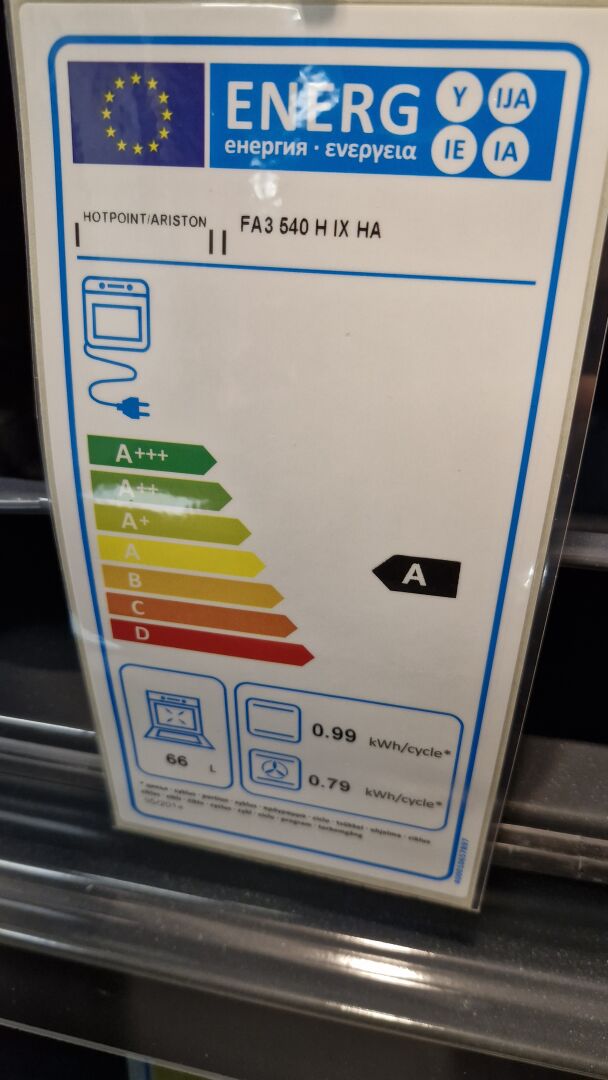 ENERG
Y
IJA
IE
IA
енергия · ενεργεια
HOTPOINT/ARISTON
FA3 540 H IX HA
I
II
A+++
A++
A+
A
B
C
D
A
0.99 kWh/cycle*
66 L
0.79 kWh/cycle*